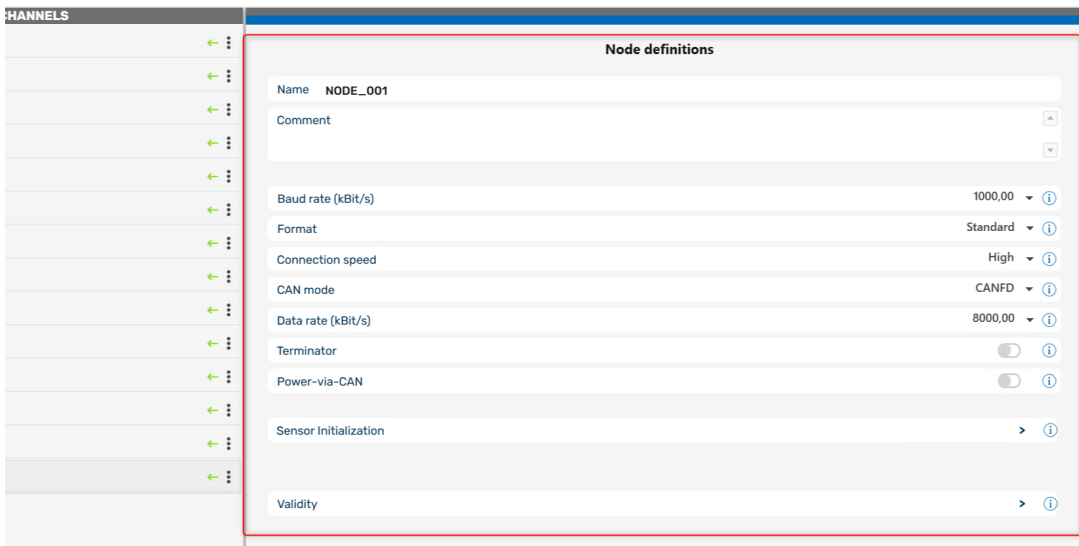 CHANNELS
Node definitions
Name NODE_001
Comment
Baud rate (kBit/s) 1000,00
Format Standard
Connection speed High
CAN mode CANFD
Data rate (kBit/s) 8000,00
Terminator
Power-via-CAN
Sensor Initialization
Validity